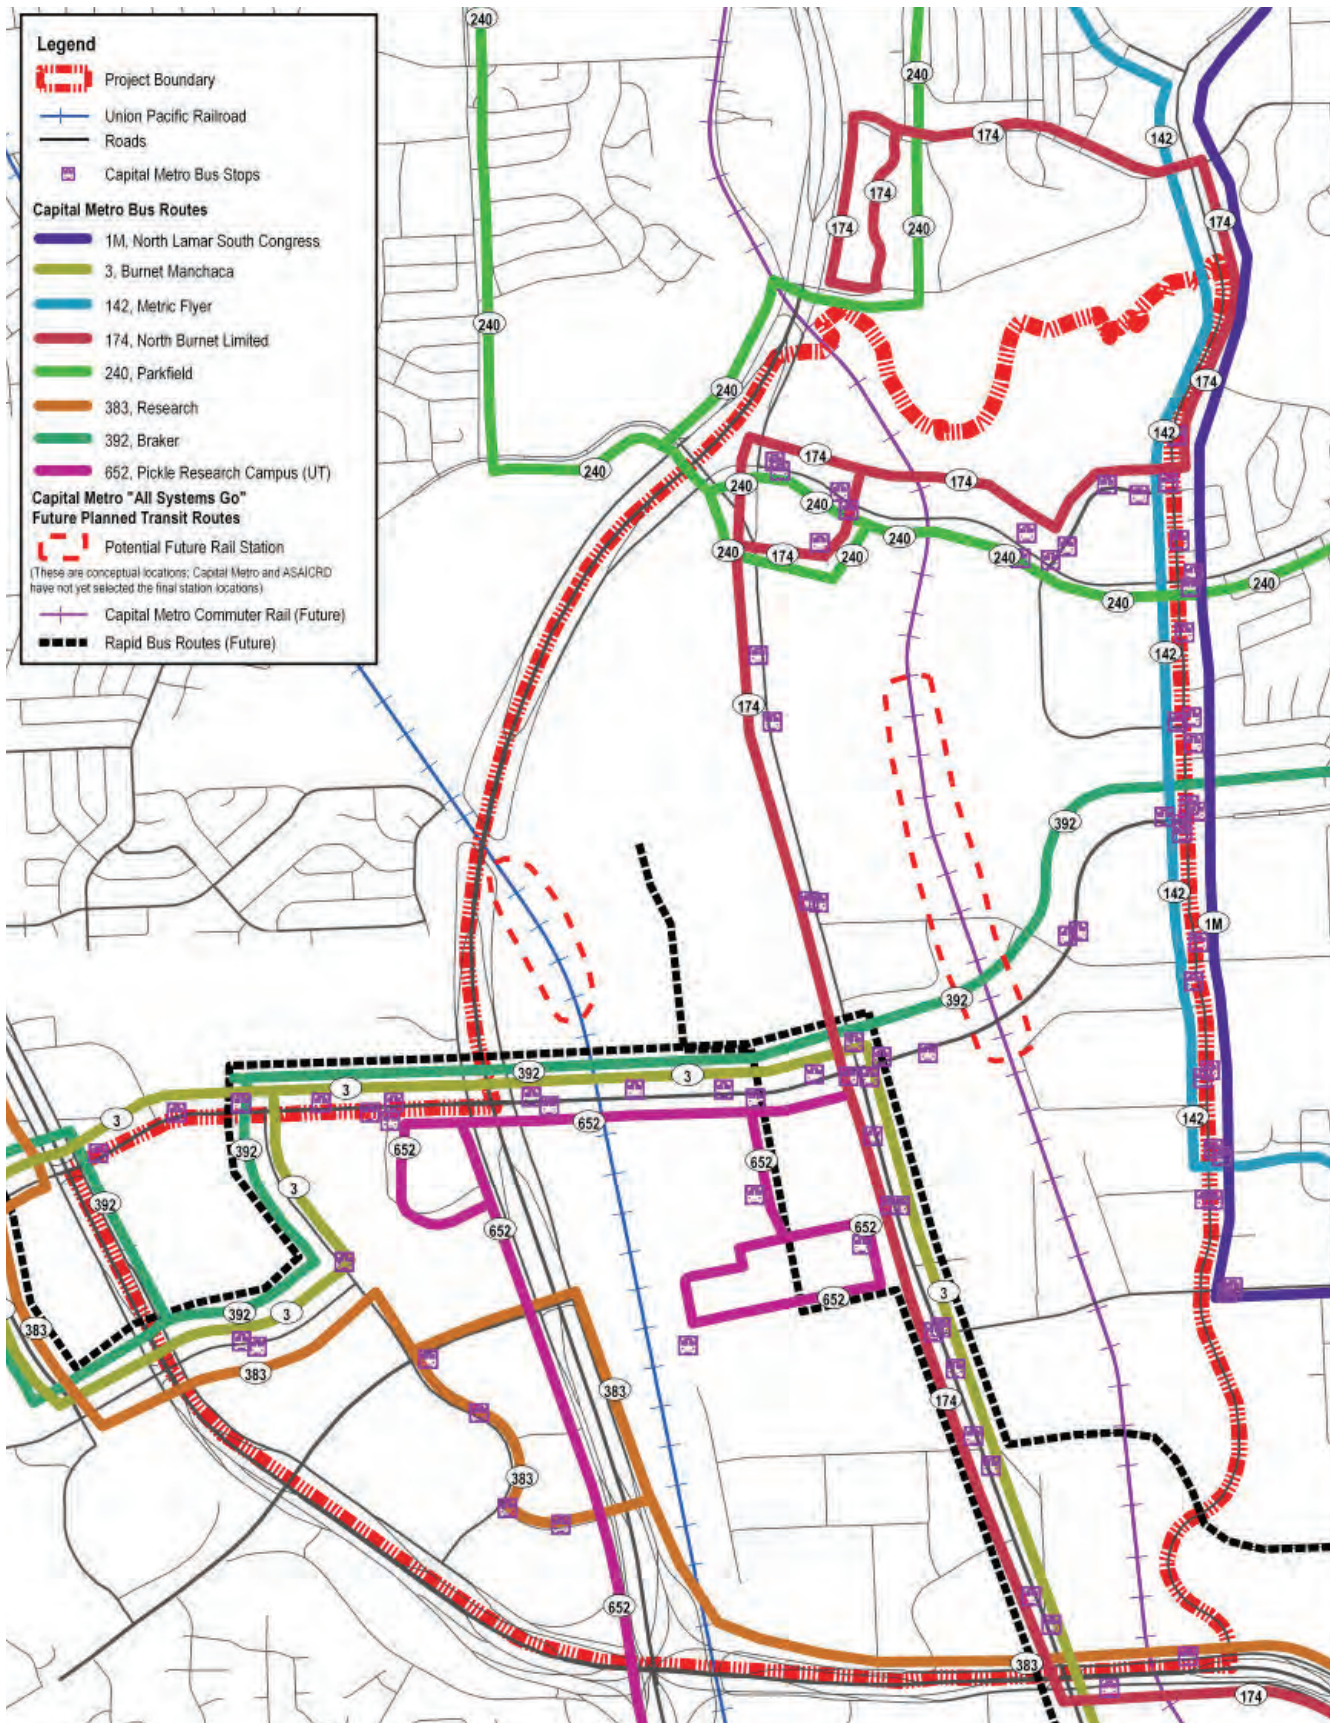 Legend
Project Boundary
Union Pacific Railroad
Roads
Capital Metro Bus Stops
Capital Metro Bus Routes
1M, North Lamar South Congress
3, Burnet Manchaca
142, Metric Flyer
174, North Burnet Limited
240, Parkfield
383, Research
392, Braker
652, Pickle Research Campus (UT)
Capital Metro "All Systems Go"
Future Planned Transit Routes
Potential Future Rail Station
(These are conceptual locations; Capital Metro and ASAICRD
have not yet selected the final station locations)
Capital Metro Commuter Rail (Future)
Rapid Bus Routes (Future)
240
240
174
142
174
174
174
240
240
174
240
142
240
174
174
240
240
240
174
240
240
240
240
240
142
174
392
142
1M
392
392
3
3
142
3
652
392
652
652
3
392
652
652
3
652
392
3
383
383
383
174
383
652
383
174